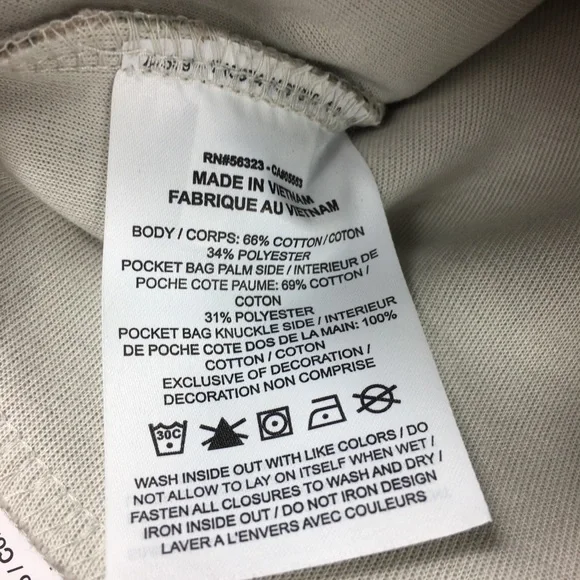 RN#56323 - CA#05553
MADE IN VIETNAM
FABRIQUE AU VIETNAM
BODY / CORPS: 66% COTTON/COTON
34% POLYESTER
POCKET BAG PALM SIDE / INTERIEUR DE
POCHE COTE PAUME: 69% COTTON /
COTON
31% POLYESTER
POCKET BAG KNUCKLE SIDE / INTERIEUR
DE POCHE COTE DOS DE LA MAIN: 100%
COTTON / COTON
EXCLUSIVE OF DECORATION /
DECORATION NON COMPRISE
30C
WASH INSIDE OUT WITH LIKE COLORS / DO
NOT ALLOW TO LAY ON ITSELF WHEN WET /
FASTEN ALL CLOSURES TO WASH AND DRY /
IRON INSIDE OUT / DO NOT IRON DESIGN
LAVER A L'ENVERS AVEC COULEURS